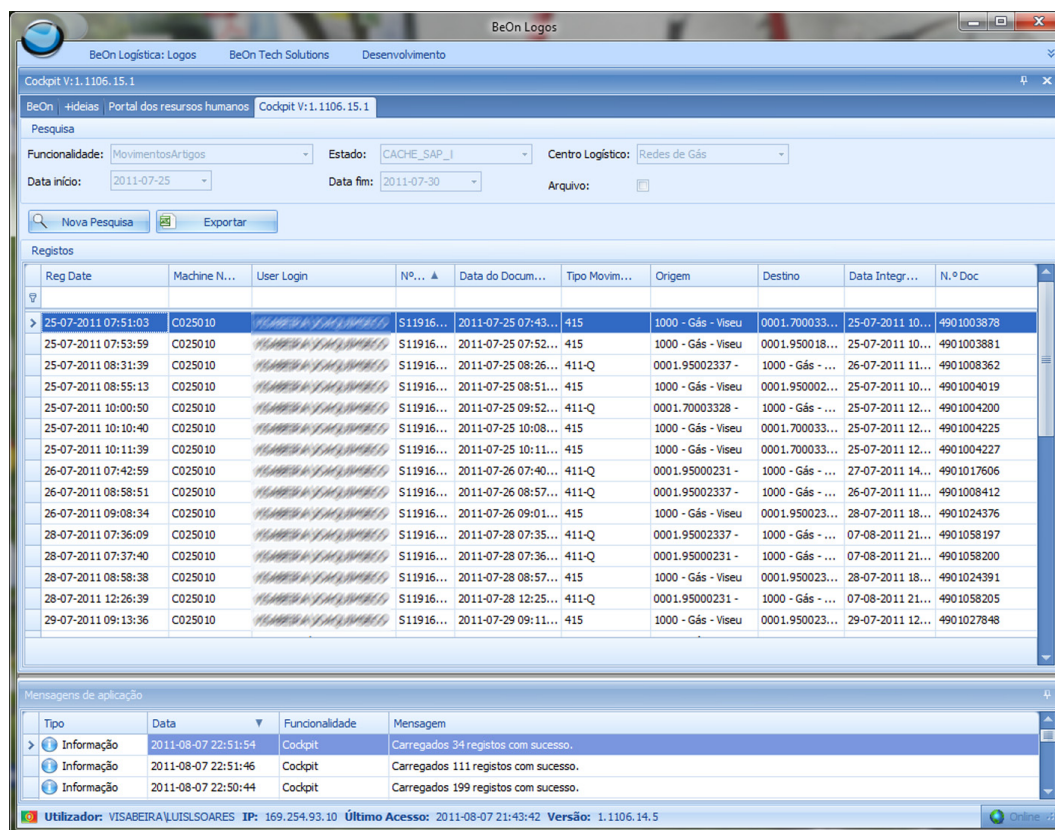 BeOn Logos
BeOn Logística: Logos BeOn Tech Solutions Desenvolvimento
Cockpit V:1.1106.15.1
BeOn +ideias Portal dos resursos humanos Cockpit V:1.1106.15.1
Pesquisa
Funcionalidade: MovimentosArtigos Estado: CACHE_SAP_I Centro Logístico: Redes de Gás
Data início: 2011-07-25 Data fim: 2011-07-30 Arquivo:
Nova Pesquisa Exportar
Registos
Reg Date Machine N... User Login Nº... Data do Docum... Tipo Movim... Origem Destino Data Integr... N.º Doc
25-07-2011 07:51:03 C025010 S11916... 2011-07-25 07:43... 415 1000 - Gás - Viseu 0001.700033... 25-07-2011 10... 4901003878
25-07-2011 07:53:59 C025010 S11916... 2011-07-25 07:52... 415 1000 - Gás - Viseu 0001.950018... 25-07-2011 10... 4901003881
25-07-2011 08:31:39 C025010 S11916... 2011-07-25 08:26... 411-Q 0001.95002337 - 1000 - Gás - ... 26-07-2011 11... 4901008362
25-07-2011 08:55:13 C025010 S11916... 2011-07-25 08:51... 415 1000 - Gás - Viseu 0001.950002... 25-07-2011 10... 4901004019
25-07-2011 10:00:50 C025010 S11916... 2011-07-25 09:52... 411-Q 0001.70003328 - 1000 - Gás - ... 25-07-2011 12... 4901004200
25-07-2011 10:10:40 C025010 S11916... 2011-07-25 10:08... 415 1000 - Gás - Viseu 0001.700033... 25-07-2011 12... 4901004225
25-07-2011 10:11:39 C025010 S11916... 2011-07-25 10:11... 415 1000 - Gás - Viseu 0001.700033... 25-07-2011 12... 4901004227
26-07-2011 07:42:59 C025010 S11916... 2011-07-26 07:40... 411-Q 0001.95000231 - 1000 - Gás - ... 27-07-2011 14... 4901017606
26-07-2011 08:58:51 C025010 S11916... 2011-07-26 08:57... 411-Q 0001.95002337 - 1000 - Gás - ... 26-07-2011 11... 4901008412
26-07-2011 09:08:34 C025010 S11916... 2011-07-26 09:01... 415 1000 - Gás - Viseu 0001.950023... 28-07-2011 18... 4901024376
28-07-2011 07:36:09 C025010 S11916... 2011-07-28 07:35... 411-Q 0001.95002337 - 1000 - Gás - ... 07-08-2011 21... 4901058197
28-07-2011 07:37:40 C025010 S11916... 2011-07-28 07:36... 411-Q 0001.95000231 - 1000 - Gás - ... 07-08-2011 21... 4901058200
28-07-2011 08:58:38 C025010 S11916... 2011-07-28 08:57... 415 1000 - Gás - Viseu 0001.950023... 28-07-2011 18... 4901024391
28-07-2011 12:26:39 C025010 S11916... 2011-07-28 12:25... 411-Q 0001.95000231 - 1000 - Gás - ... 07-08-2011 21... 4901058205
29-07-2011 09:13:36 C025010 S11916... 2011-07-29 09:11... 415 1000 - Gás - Viseu 0001.950023... 29-07-2011 12... 4901027848
Mensagens de aplicação
Tipo Data Funcionalidade Mensagem
Informação 2011-08-07 22:51:54 Cockpit Carregados 34 registos com sucesso.
Informação 2011-08-07 22:51:46 Cockpit Carregados 111 registos com sucesso.
Informação 2011-08-07 22:50:44 Cockpit Carregados 199 registos com sucesso.
Utilizador: VISABEIRA\LUISLSOARES IP: 169.254.93.10 Último Acesso: 2011-08-07 21:43:42 Versão: 1.1106.14.5 Online